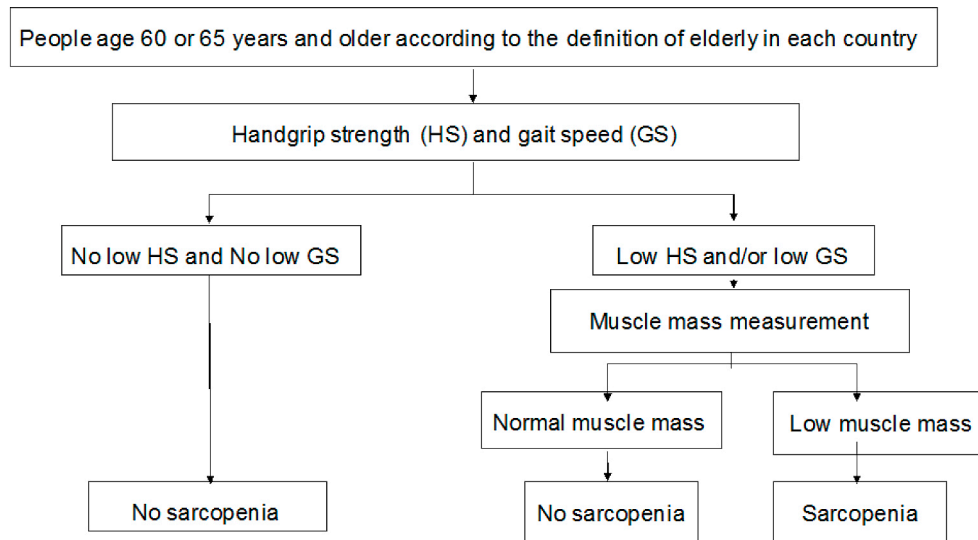 People age 60 or 65 years and older according to the definition of elderly in each country
Handgrip strength (HS) and gait speed (GS)
No low HS and No low GS
Low HS and/or low GS
Muscle mass measurement
Normal muscle mass
Low muscle mass
No sarcopenia
No sarcopenia
Sarcopenia